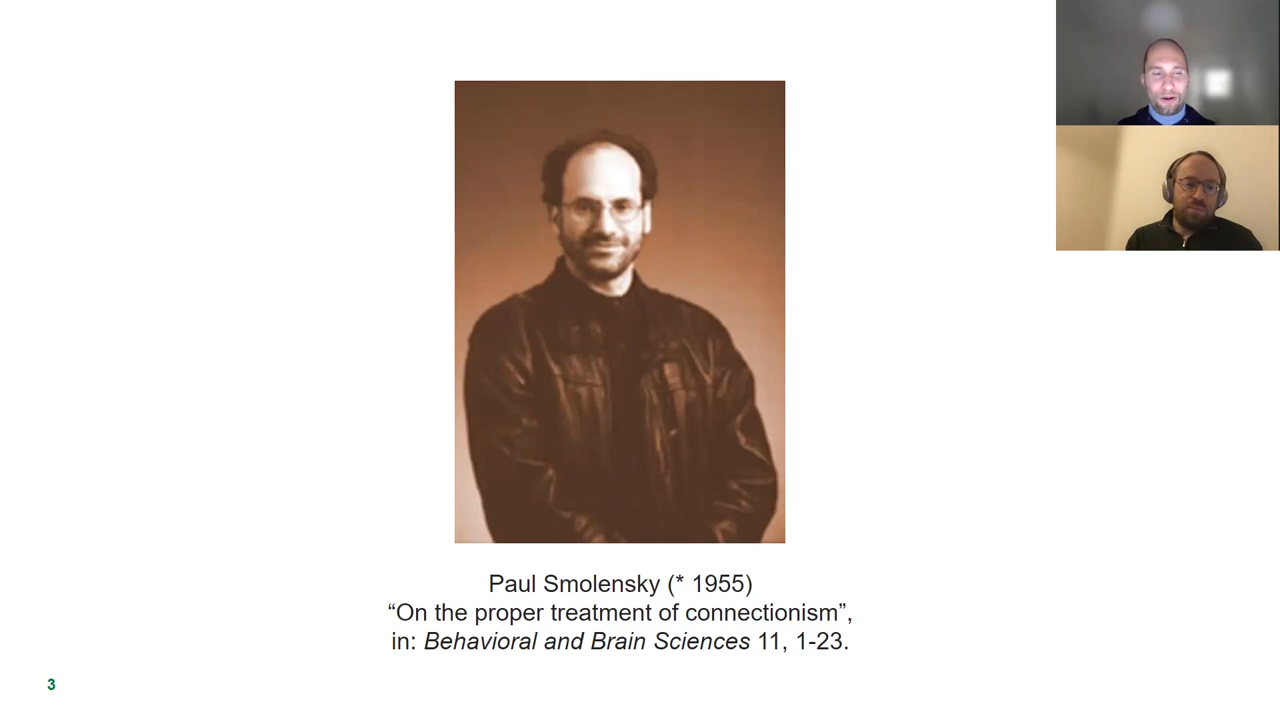 Paul Smolensky (* 1955)
“On the proper treatment of connectionism”,
in: Behavioral and Brain Sciences 11, 1-23.
3